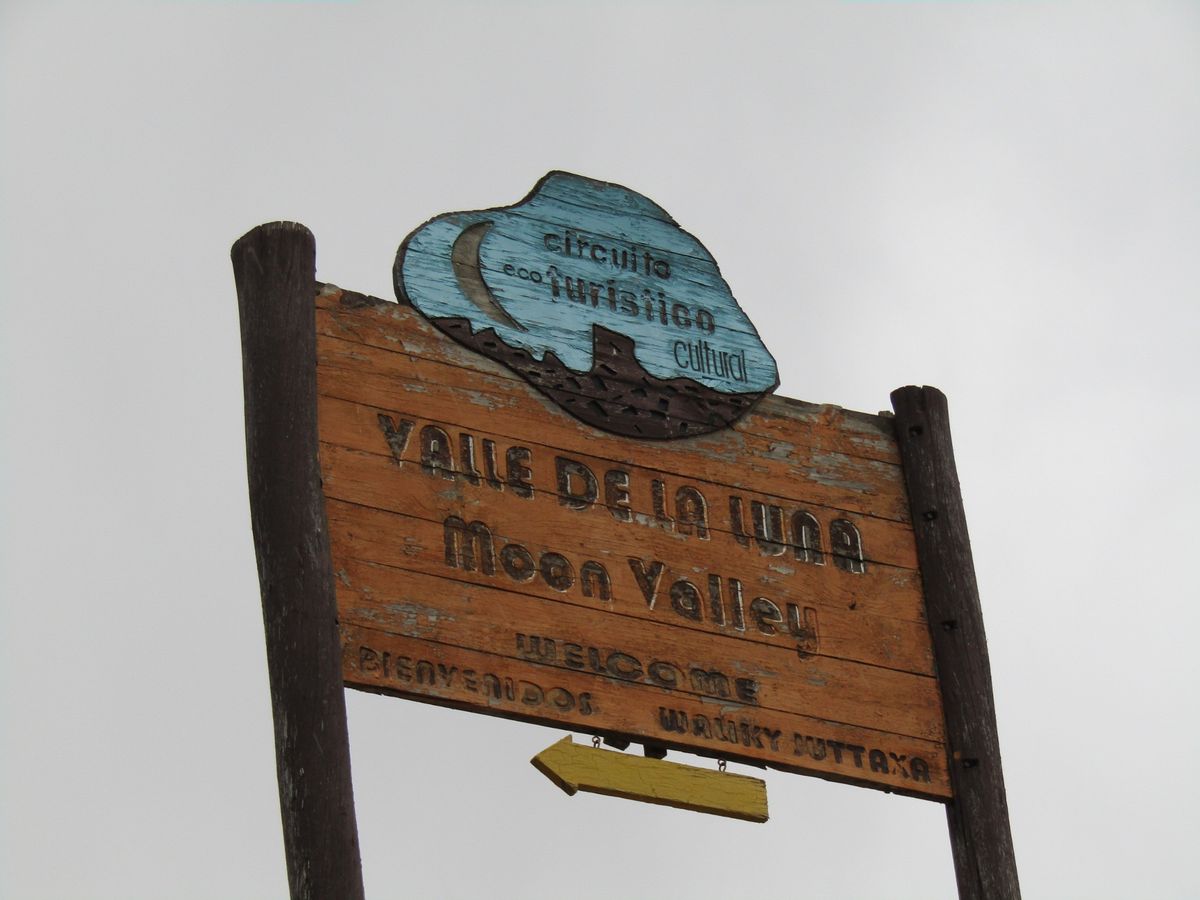 circuito
eco turístico
cultural
VALLE DE LA LUNA
Moon Valley
WELCOME
BIENVENIDOS
WALIKY JUTTAXA